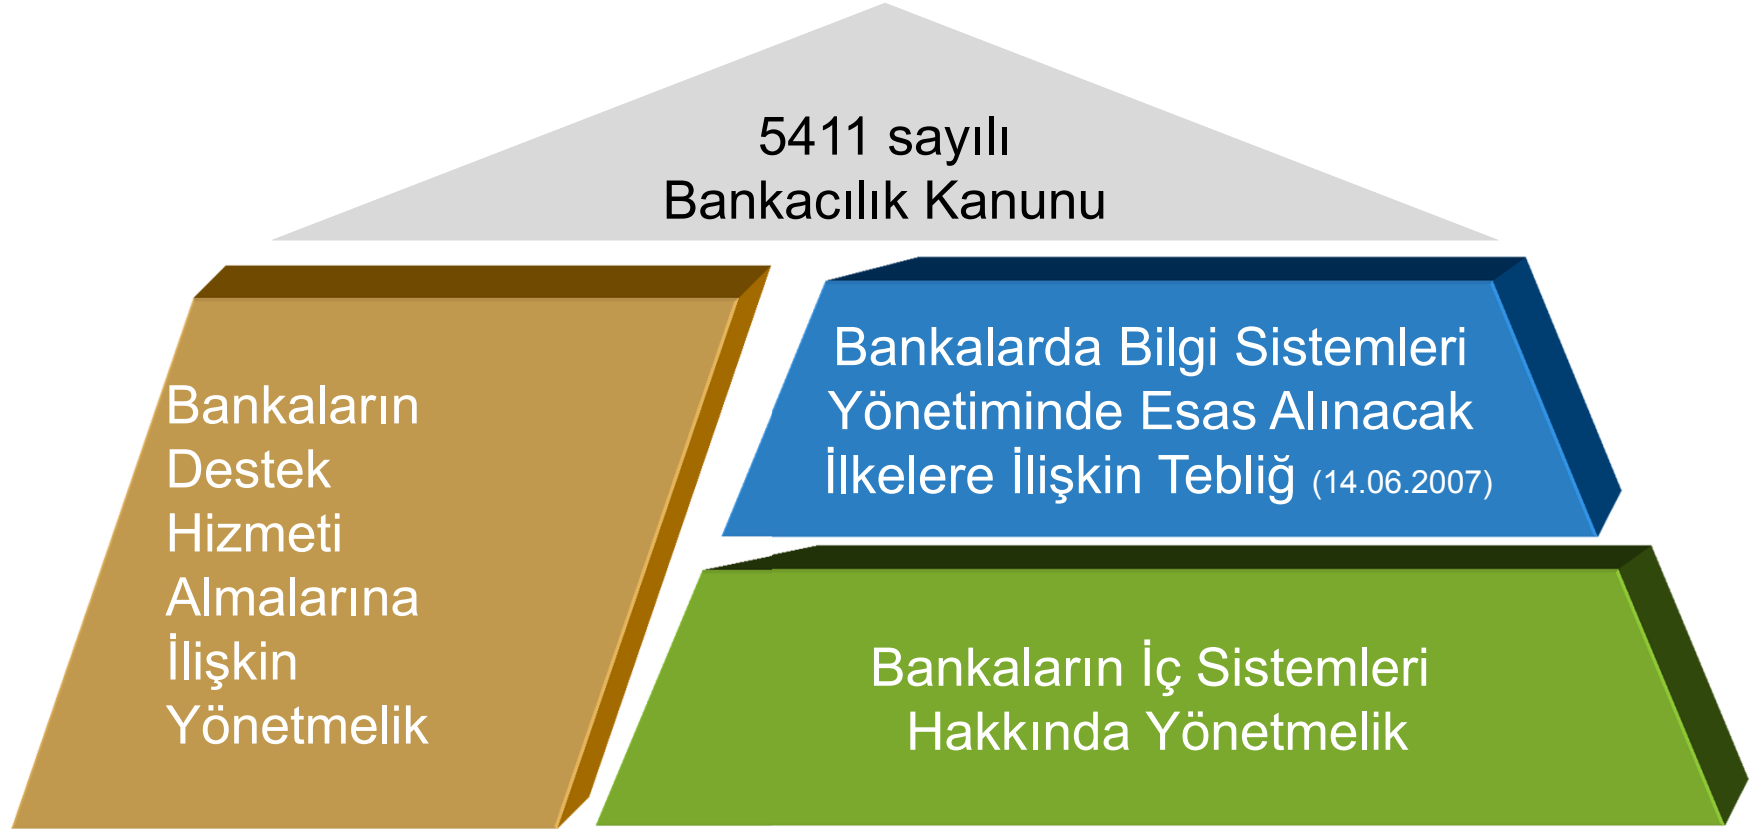 5411 sayılı
Bankacılık Kanunu
Bankaların
Destek
Hizmeti
Almalarına
İlişkin
Yönetmelik
Bankalarda Bilgi Sistemleri
Yönetiminde Esas Alınacak
İlkelere İlişkin Tebliğ (14.06.2007)
Bankaların İç Sistemleri
Hakkında Yönetmelik